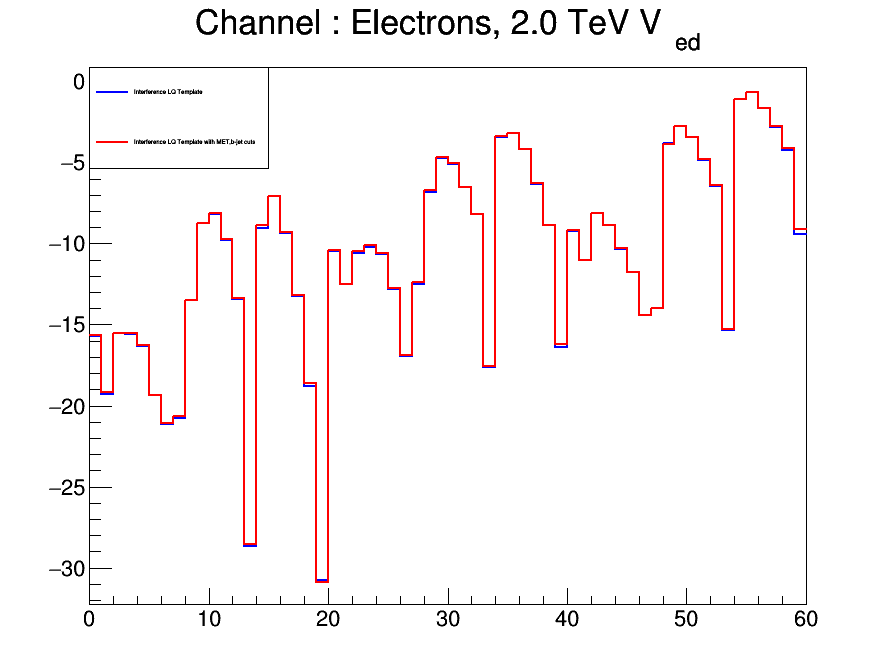 Channel : Electrons, 2.0 TeV V ed
Interference LQ Template
Interference LQ Template with MET,b-jet cuts
0
−5
−10
−15
−20
−25
−30
0 10 20 30 40 50 60